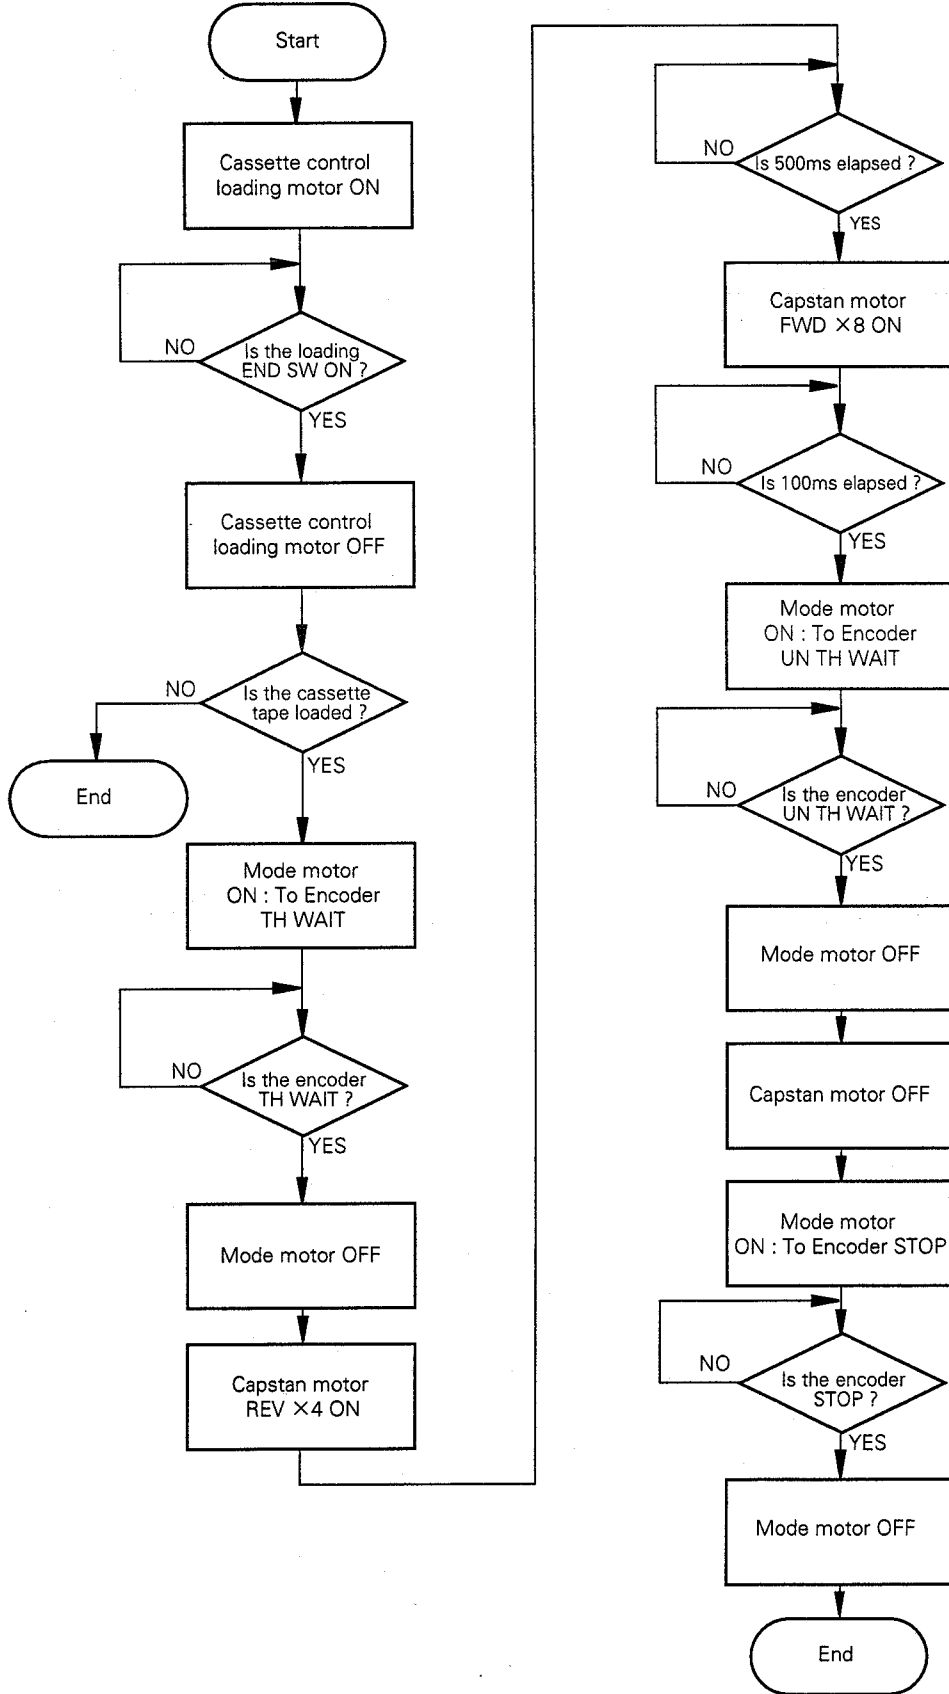 Start
Cassette control
loading motor ON
NO
Is the loading
END SW ON ?
YES
Cassette control
loading motor OFF
NO
Is the cassette
tape loaded ?
YES
End
Mode motor
ON : To Encoder
TH WAIT
NO
Is the encoder
TH WAIT ?
YES
Mode motor OFF
Capstan motor
REV ×4 ON
NO
Is 500ms elapsed ?
YES
Capstan motor
FWD ×8 ON
NO
Is 100ms elapsed ?
YES
Mode motor
ON : To Encoder
UN TH WAIT
NO
Is the encoder
UN TH WAIT ?
YES
Mode motor OFF
Capstan motor OFF
Mode motor
ON : To Encoder STOP
NO
Is the encoder
STOP ?
YES
Mode motor OFF
End